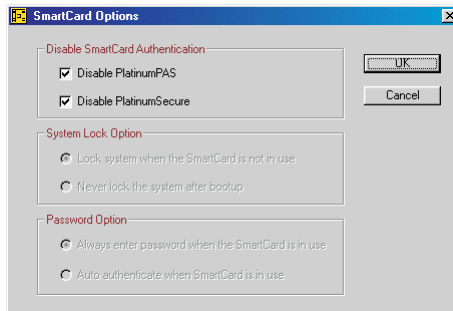 SmartCard Options
Disable SmartCard Authentication
Disable PlatinumPAS
Disable PlatinumSecure
UK
Cancel
System Lock Option
Lock system when the SmartCard is not in use
Never lock the system after bootup
Password Option
Always enter password when the SmartCard is in use
Auto authenticate when SmartCard is in use